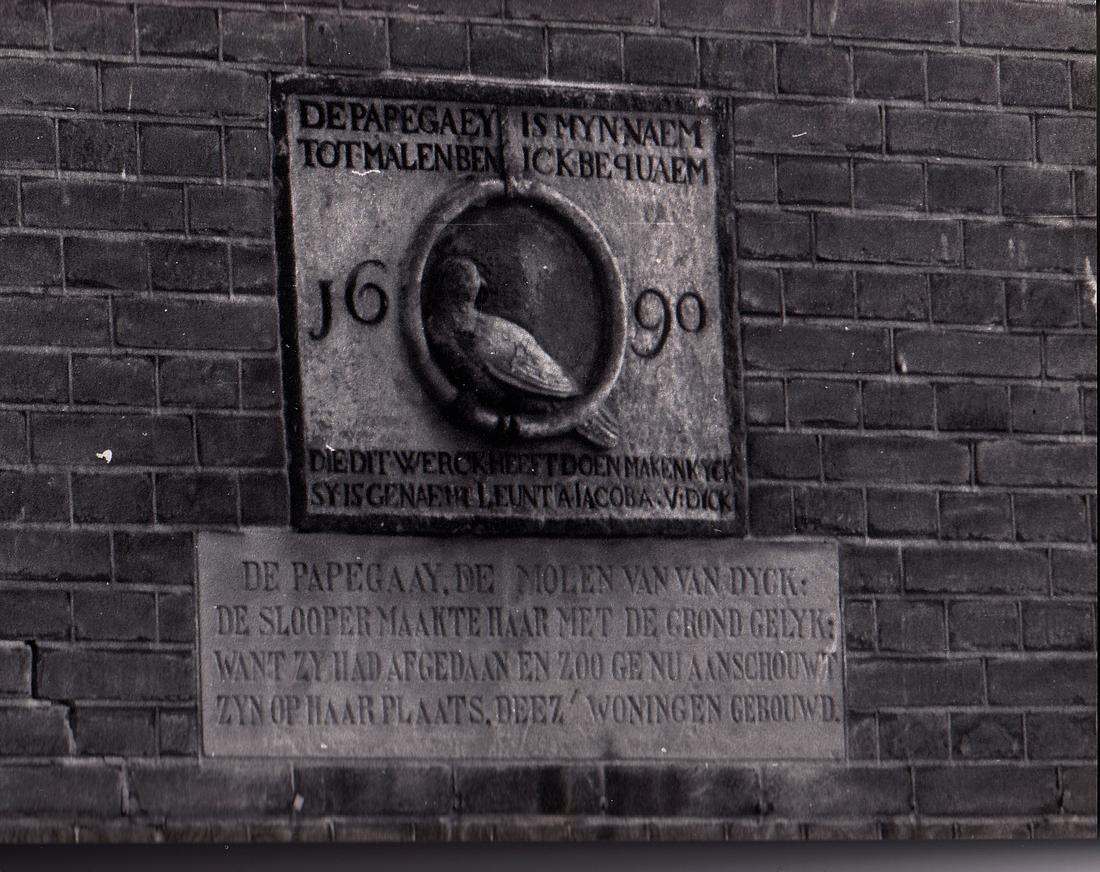 DE PAPEGAEY IS MYN NAEM
TOT MALEN BEN ICK BEQUAEM
J6 90
DIE DIT WERCK HEEFT DOEN MAKEN KYCK
SY IS GENAEMT LEUNTA IACOBA V: DYCK
DE PAPEGAAY, DE MOLEN VAN VAN DYCK:
DE SLOOPER MAAKTE HAAR MET DE GROND GELYK;
WANT ZY HAD AFGEDAAN EN ZOO GE NU AANSCHOUWT
ZYN OP HAAR PLAATS, DEEZ' WONINGEN GEBOUWD.